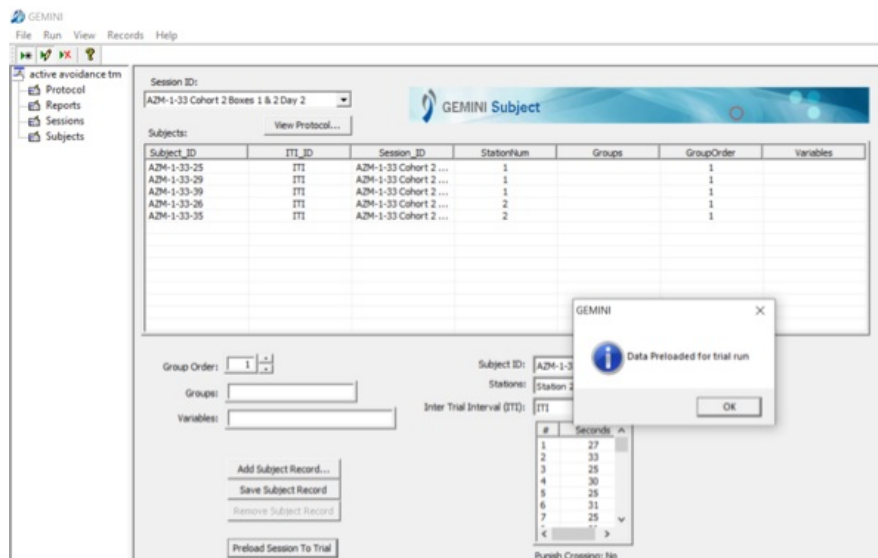 GEMINI
File Run View Records Help
active avoidance tm
Protocol
Reports
Sessions
Subjects
Session ID:
AZM-1-33 Cohort 2 Boxes 1 & 2 Day 2
GEMINI Subject
View Protocol...
Subjects:
Subject_ID ITI_ID Session_ID StationNum Groups GroupOrder Variables
AZM-1-33-25 ITI AZM-1-33 Cohort 2 ... 1 1
AZM-1-33-29 ITI AZM-1-33 Cohort 2 ... 1 1
AZM-1-33-39 ITI AZM-1-33 Cohort 2 ... 1 1
AZM-1-33-26 ITI AZM-1-33 Cohort 2 ... 2 1
AZM-1-33-35 ITI AZM-1-33 Cohort 2 ... 2 1
GEMINI
Data Preloaded for trial run
OK
Group Order: 1
Groups:
Variables:
Subject ID: AZM-1-3
Stations: Station 2
Inter Trial Interval (ITI): ITI
# Seconds
1 27
2 33
3 25
4 30
5 25
6 31
7 25
Add Subject Record...
Save Subject Record
Remove Subject Record
Preload Session To Trial
Punish Crossing: No